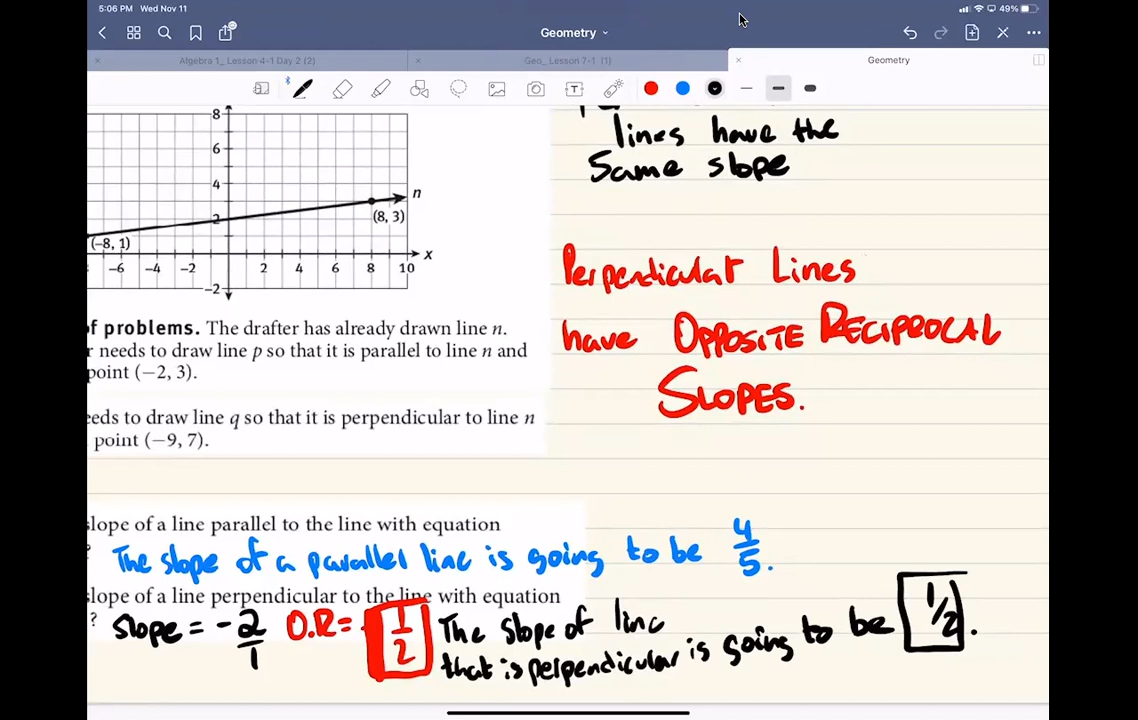 5:06 PM Wed Nov 11
49%
Geometry
Algebra 1_ Lesson 4-1 Day 2 (2)
Geo_ Lesson 7-1 (1)
Geometry
T
8
6
4
2
-2
n
(8, 3)
(-8, 1)
x
-6 -4 -2 2 4 6 8 10
lines have the
Same slope
Perpendicular Lines
have OPPOSITE RECIPROCAL
SLOPES.
f problems. The drafter has already drawn line n.
r needs to draw line p so that it is parallel to line n and
point (−2, 3).
eeds to draw line q so that it is perpendicular to line n
point (−9, 7).
slope of a line parallel to the line with equation
? The slope of a parallel line is going to be 4/5.
slope of a line perpendicular to the line with equation
? slope = -2/1 O.R = 1/2 The slope of line
that is perpendicular is going to be 1/2.